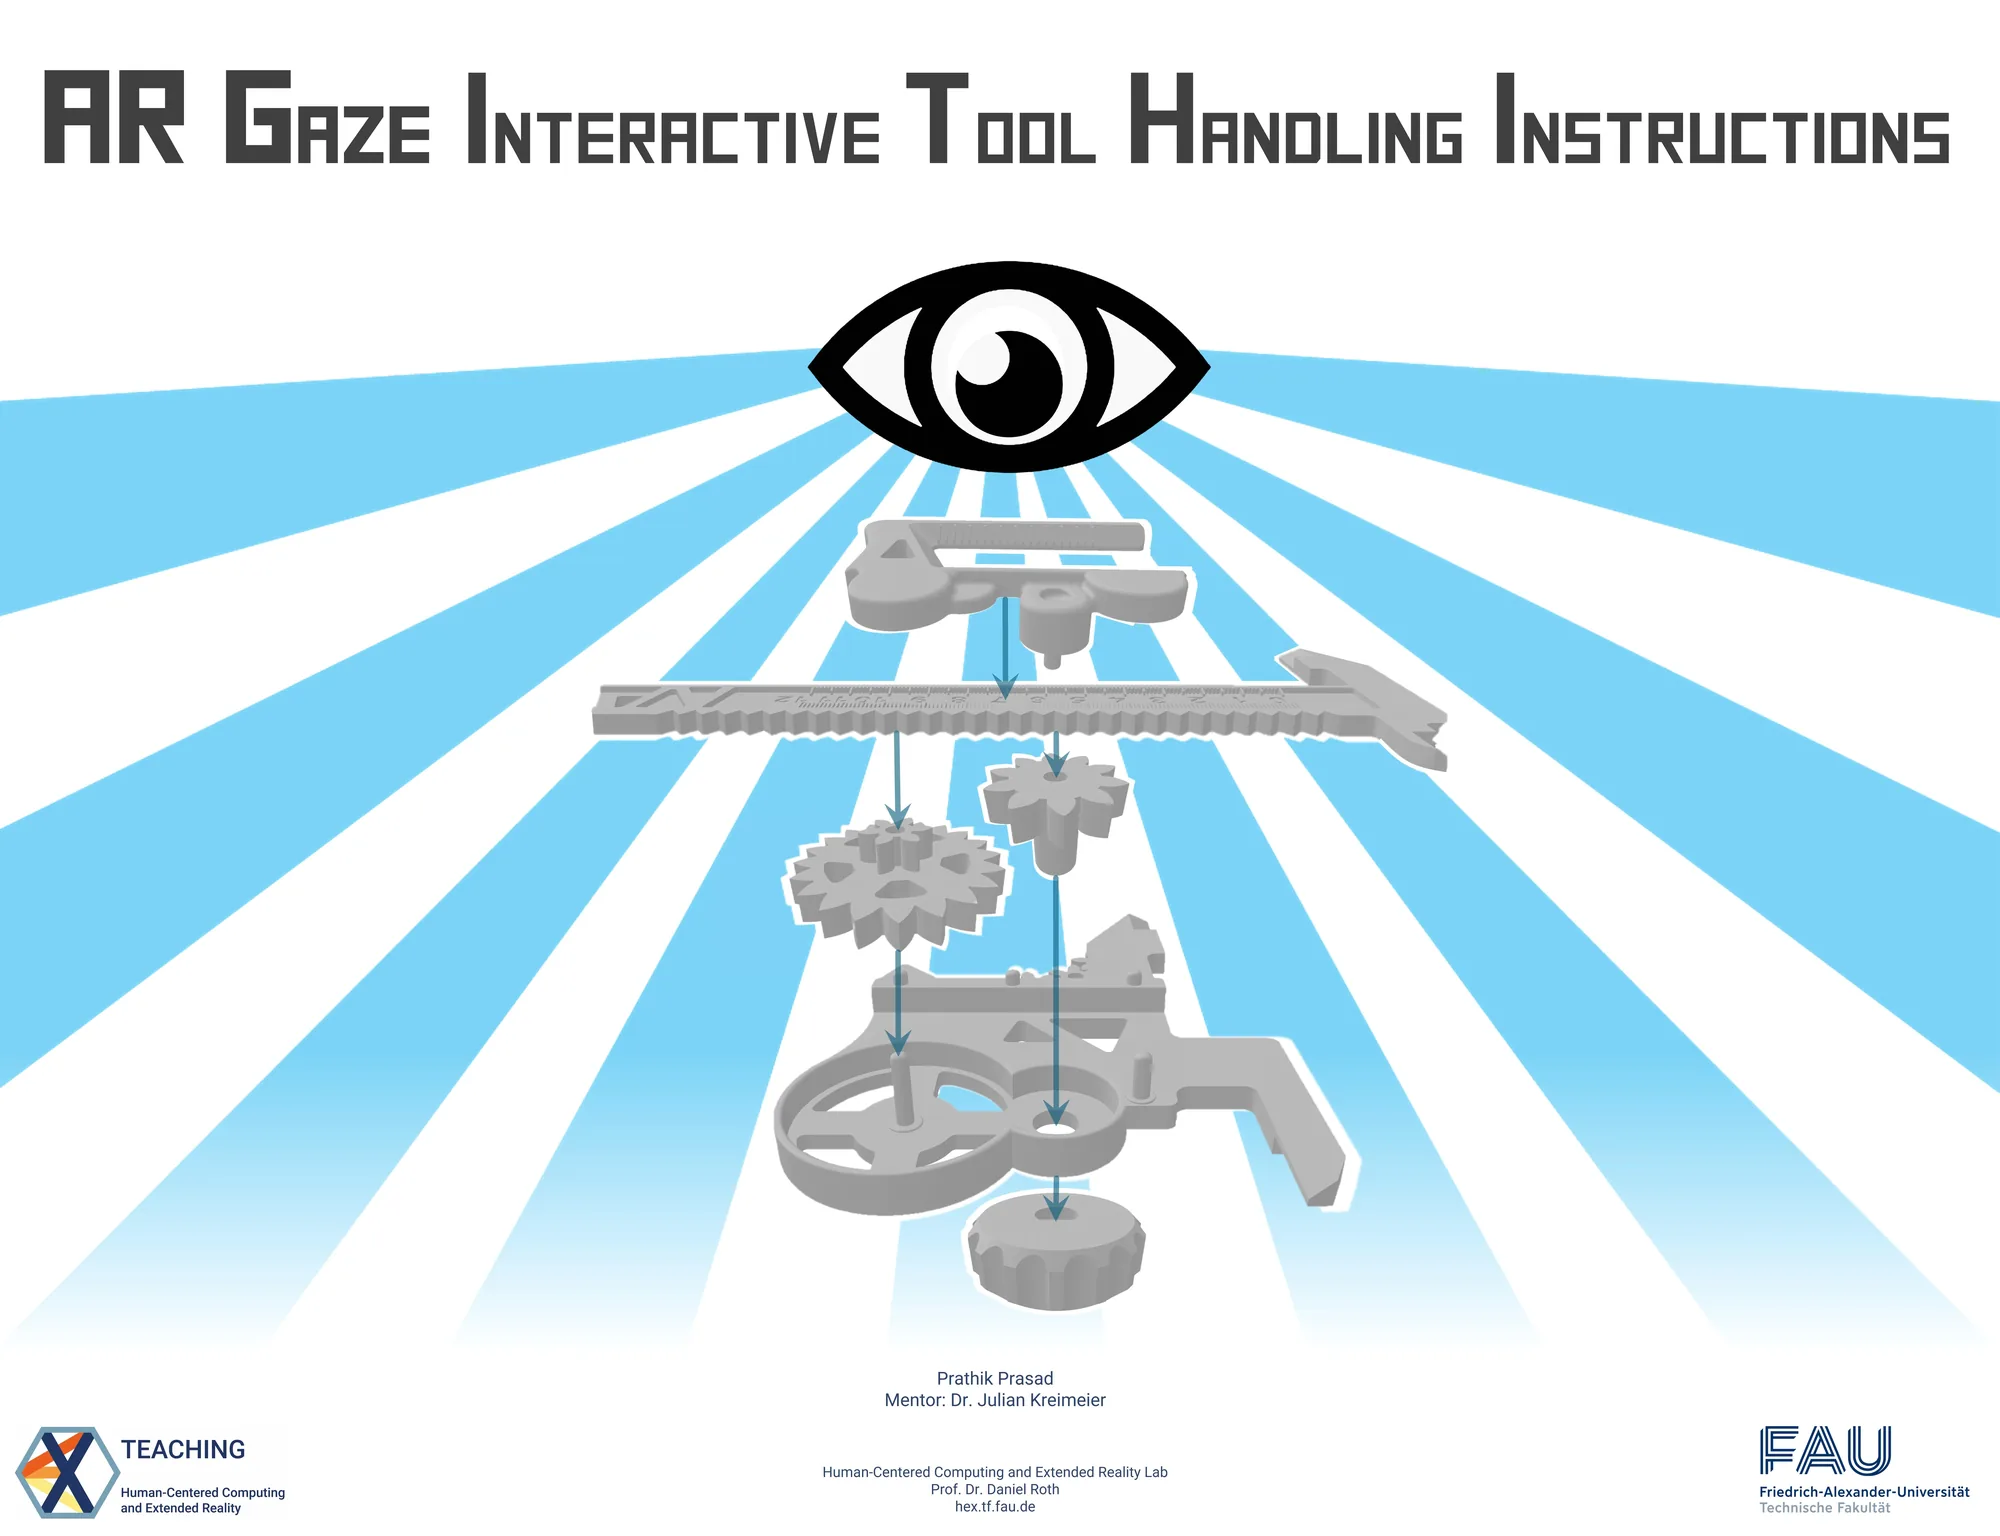 AR Gaze Interactive Tool Handling Instructions
Prathik Prasad
Mentor: Dr. Julian Kreimeier
TEACHING
Human-Centered Computing
and Extended Reality
Human-Centered Computing and Extended Reality Lab
Prof. Dr. Daniel Roth
hex.tf.fau.de
FAU
Friedrich-Alexander-Universität
Technische Fakultät